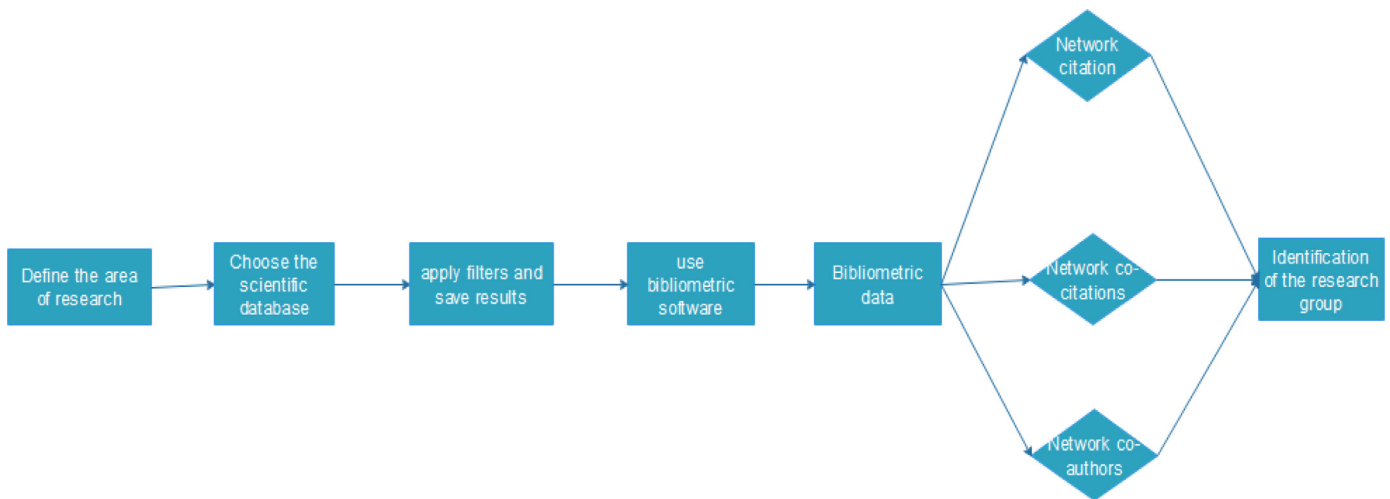 Define the area
of research
Choose the
scientific
database
apply filters and
save results
use
bibliometric
software
Bibliometric
data
Network
citation
Network co-
citations
Network co-
authors
Identification
of the research
group